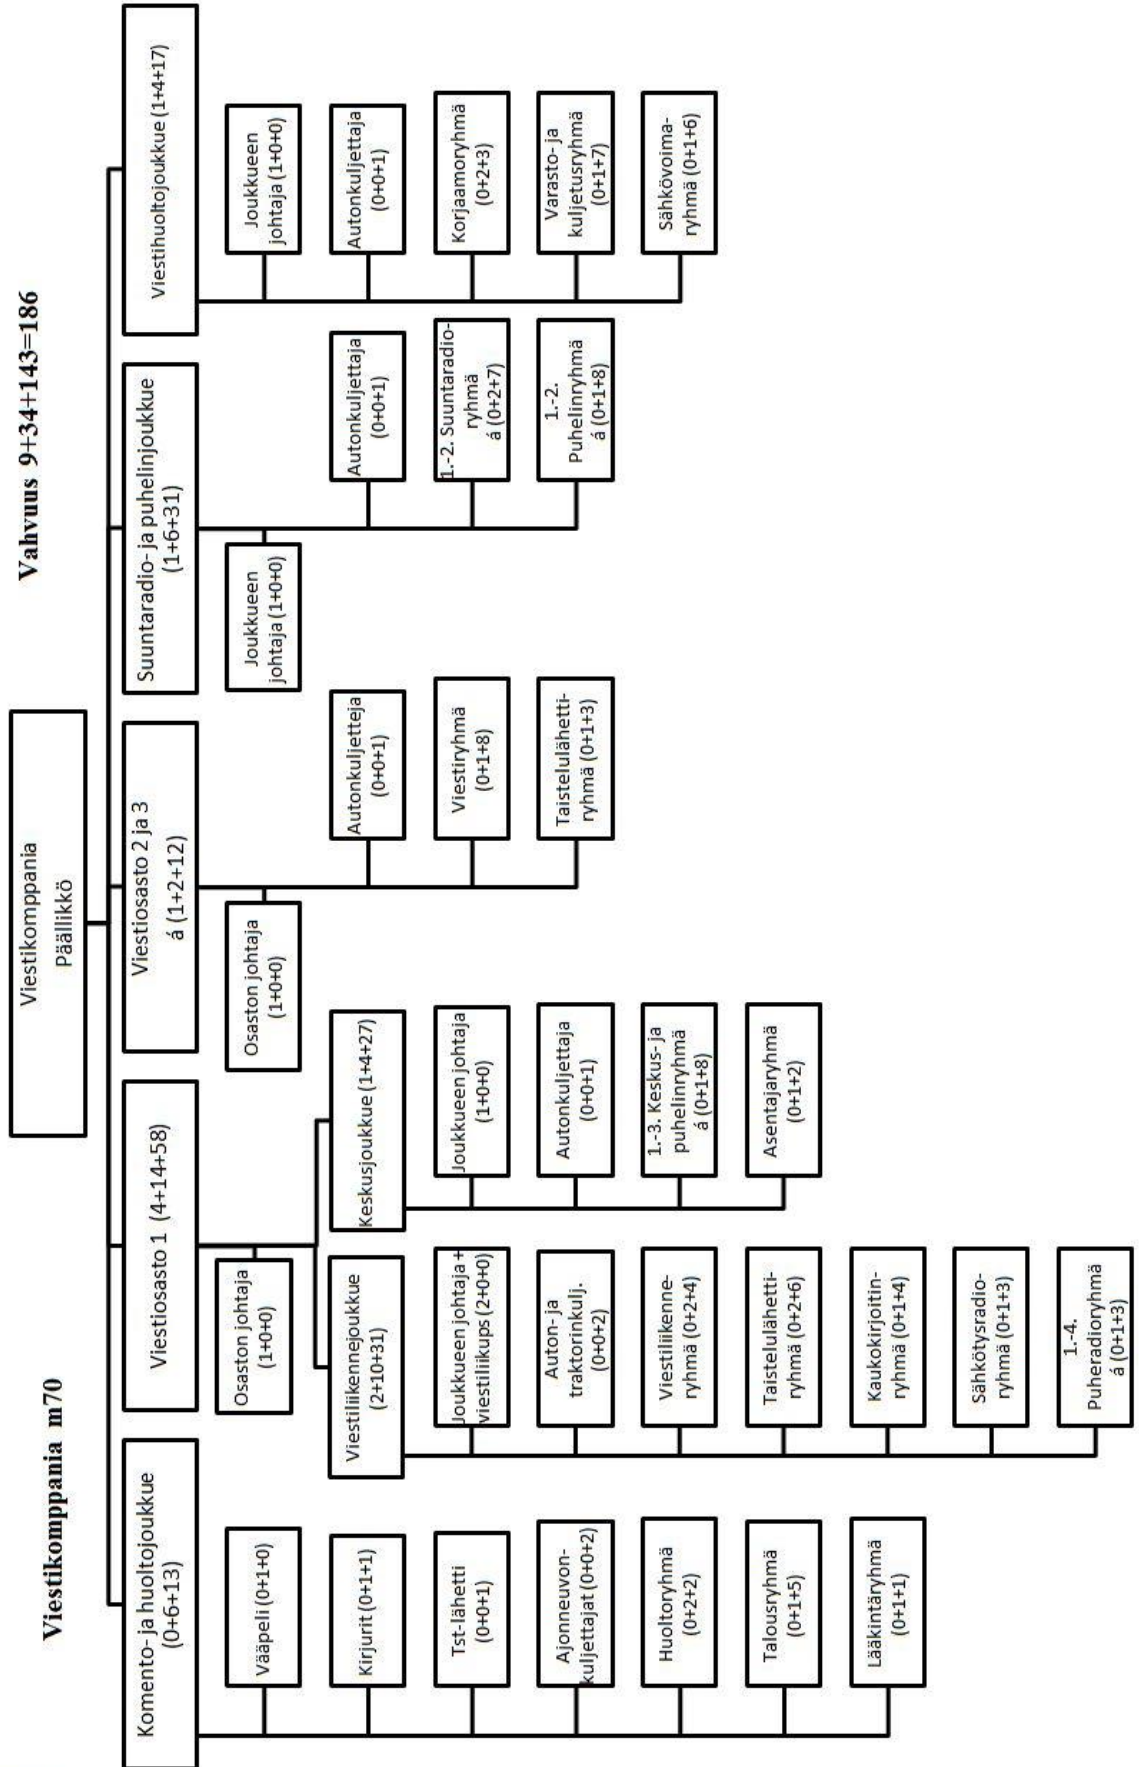 Viestikomppania m70
Vahvuus 9+34+143=186
Viestikomppania
Päällikkö
Komento- ja huoltojoukkue
(0+6+13)
Vääpeli (0+1+0)
Kirjurit (0+1+1)
Tst-lähetti
(0+0+1)
Ajonneuvon-
kuljettajat (0+0+2)
Huoltoryhmä
(0+2+2)
Talousryhmä
(0+1+5)
Lääkintäryhmä
(0+1+1)
Viestiosasto 1 (4+14+58)
Osaston johtaja
(1+0+0)
Viestiliikennejoukkue
(2+10+31)
Joukkueen johtaja +
viestiliikups (2+0+0)
Auton- ja
traktorinkulj.
(0+0+2)
Viestiliikenne-
ryhmä (0+2+4)
Taistelulähetti-
ryhmä (0+2+6)
Kaukokirjoitin-
ryhmä (0+1+4)
Sähkötysradio-
ryhmä (0+1+3)
1.-4.
Puheradioryhmä
á (0+1+3)
Keskusjoukkue (1+4+27)
Joukkueen johtaja
(1+0+0)
Autonkuljettaja
(0+0+1)
1.-3. Keskus- ja
puhelinryhmä
á (0+1+8)
Asentajaryhmä
(0+1+2)
Viestiosasto 2 ja 3
á (1+2+12)
Osaston johtaja
(1+0+0)
Autonkuljetteja
(0+0+1)
Viestiryhmä
(0+1+8)
Taistelulähetti-
ryhmä (0+1+3)
Suuntaradio- ja puhelinjoukkue
(1+6+31)
Joukkueen
johtaja (1+0+0)
Autonkuljettaja
(0+0+1)
1.-2. Suuntaradio-
ryhmä
á (0+2+7)
1.-2.
Puhelinryhmä
á (0+1+8)
Viestihuoltojoukkue (1+4+17)
Joukkueen
johtaja (1+0+0)
Autonkuljettaja
(0+0+1)
Korjaamoryhmä
(0+2+3)
Varasto- ja
kuljetusryhmä
(0+1+7)
Sähkövoima-
ryhmä (0+1+6)